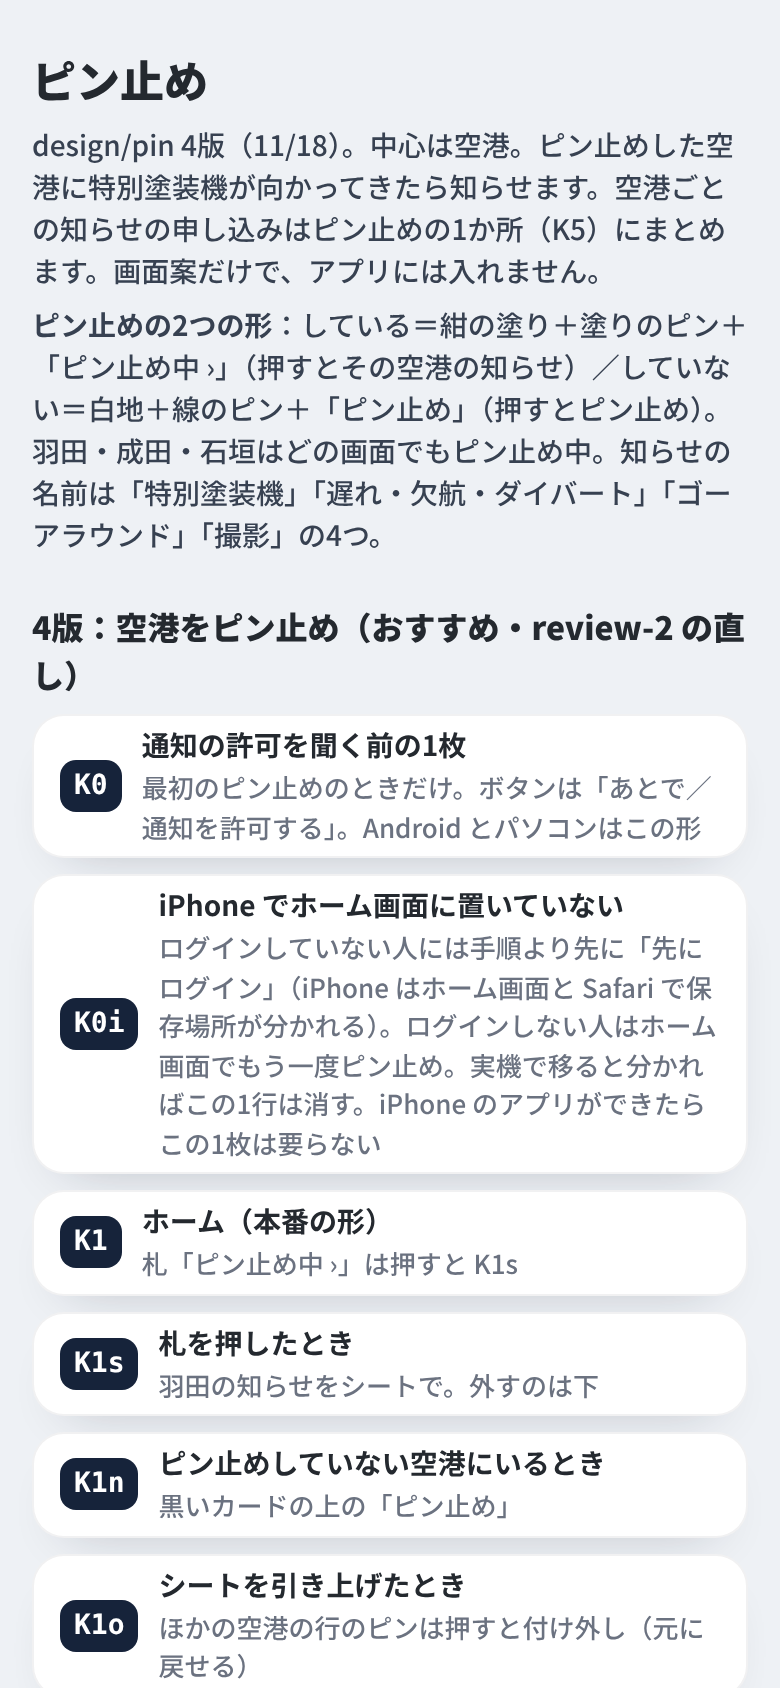 ピン止め
design/pin 4版（11/18）。中心は空港。ピン止めした空
港に特別塗装機が向かってきたら知らせます。空港ごと
の知らせの申し込みはピン止めの1か所（K5）にまとめ
ます。画面案だけで、アプリには入れません。
ピン止めの2つの形：している＝紺の塗り＋塗りのピン＋
「ピン止め中 ›」（押すとその空港の知らせ）／していな
い＝白地＋線のピン＋「ピン止め」（押すとピン止め）。
羽田・成田・石垣はどの画面でもピン止め中。知らせの
名前は「特別塗装機」「遅れ・欠航・ダイバート」「ゴー
アラウンド」「撮影」の4つ。
4版：空港をピン止め（おすすめ・review-2 の直
し）
K0
通知の許可を聞く前の1枚
最初のピン止めのときだけ。ボタンは「あとで／
通知を許可する」。Android とパソコンはこの形
K0i
iPhone でホーム画面に置いていない
ログインしていない人には手順より先に「先に
ログイン」（iPhone はホーム画面と Safari で保
存場所が分かれる）。ログインしない人はホーム
画面でもう一度ピン止め。実機で移ると分かれ
ばこの1行は消す。iPhone のアプリができたら
この1枚は要らない
K1
ホーム（本番の形）
札「ピン止め中 ›」は押すと K1s
K1s
札を押したとき
羽田の知らせをシートで。外すのは下
K1n
ピン止めしていない空港にいるとき
黒いカードの上の「ピン止め」
K1o
シートを引き上げたとき
ほかの空港の行のピンは押すと付け外し（元に
戻せる）